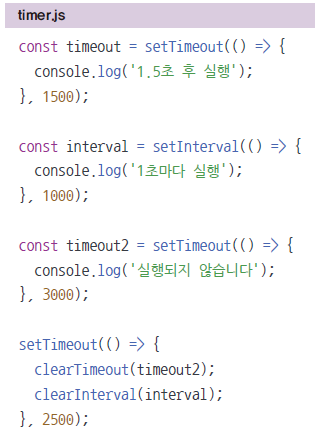 timer.js
const timeout = setTimeout(() => {
  console.log('1.5초 후 실행');
}, 1500);

const interval = setInterval(() => {
  console.log('1초마다 실행');
}, 1000);

const timeout2 = setTimeout(() => {
  console.log('실행되지 않습니다');
}, 3000);

setTimeout(() => {
  clearTimeout(timeout2);
  clearInterval(interval);
}, 2500);